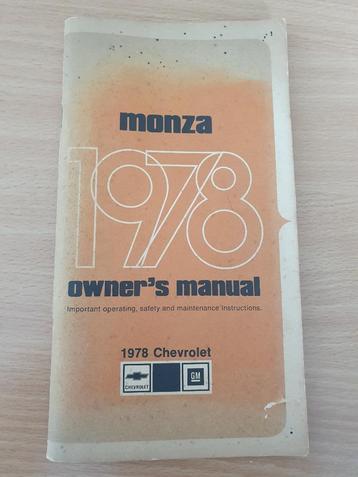 monza
1978
owner's manual
Important operating, safety and maintenance instructions.
1978 Chevrolet
CHEVROLET
GM